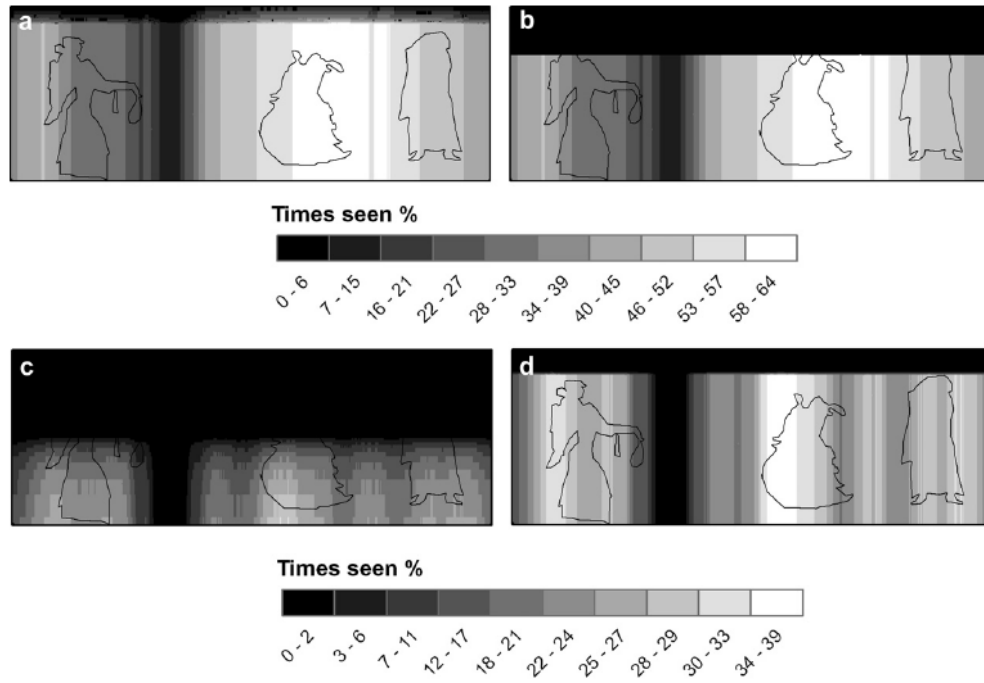 a
b
Times seen %
0 - 6
7 - 15
16 - 21
22 - 27
28 - 33
34 - 39
40 - 45
46 - 52
53 - 57
58 - 64
c
d
Times seen %
0 - 2
3 - 6
7 - 11
12 - 17
18 - 21
22 - 24
25 - 27
28 - 29
30 - 33
34 - 39